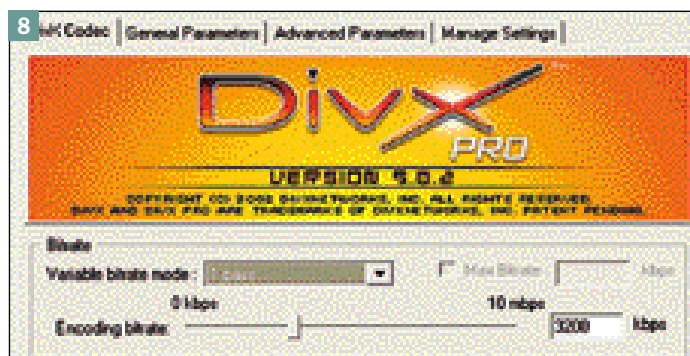 8
DivX Codec General Parameters Advanced Parameters Manage Settings
DivX
PRO
VERSION 5.0.2
COPYRIGHT (C) 2002 DIVXNETWORKS, INC. ALL RIGHTS RESERVED.
DIVX AND DIVX PRO ARE TRADEMARKS OF DIVXNETWORKS, INC. PATENT PENDING.
Bitrate
Variable bitrate mode : Max Bitrate kbps
0 kbps 10 mbps
Encoding bitrate: 3200 kbps